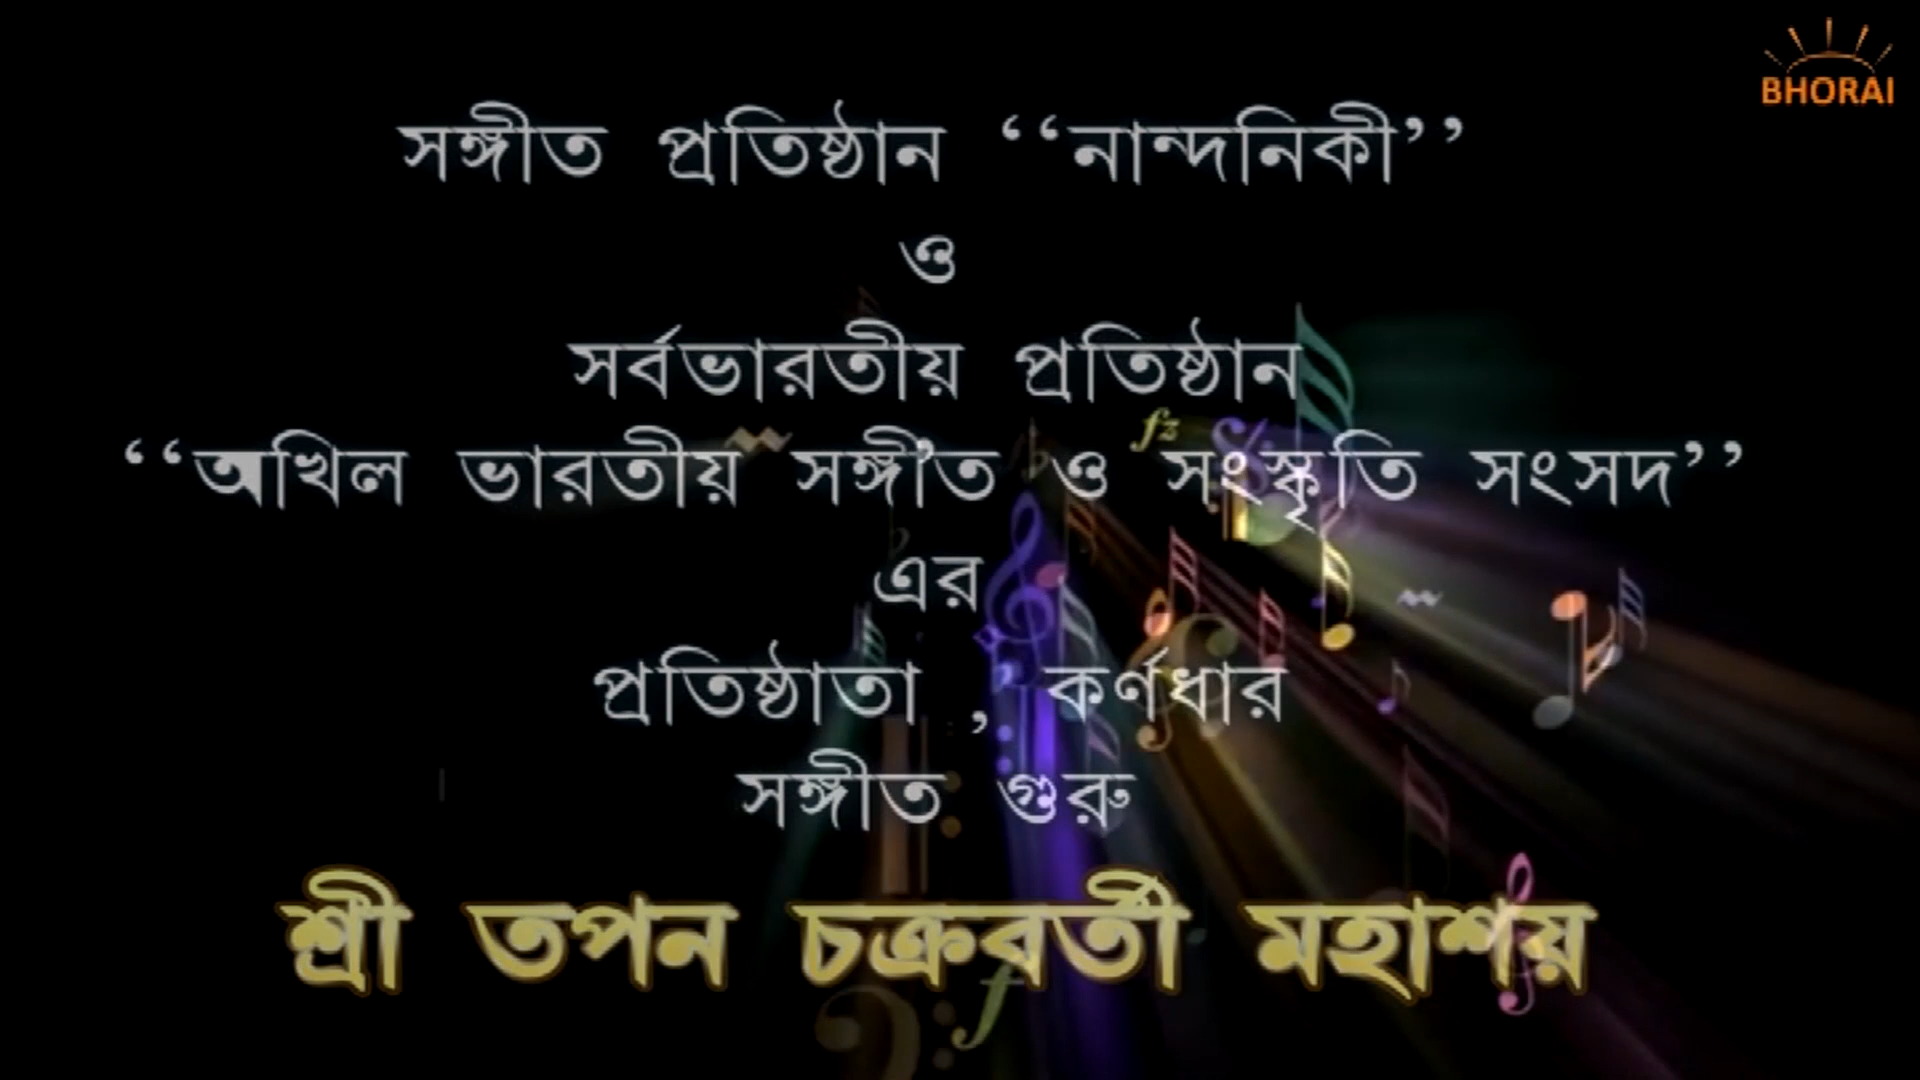 BHORAI
সঙ্গীত প্রতিষ্ঠান ‘‘নান্দনিকী’’
ও
সর্বভারতীয় প্রতিষ্ঠান
‘‘অখিল ভারতীয় সঙ্গীত ও সংস্কৃতি সংসদ’’
এর
প্রতিষ্ঠাতা , কর্ণধার
সঙ্গীত গুরু
শ্রী তপন চক্রবর্তী মহাশয়